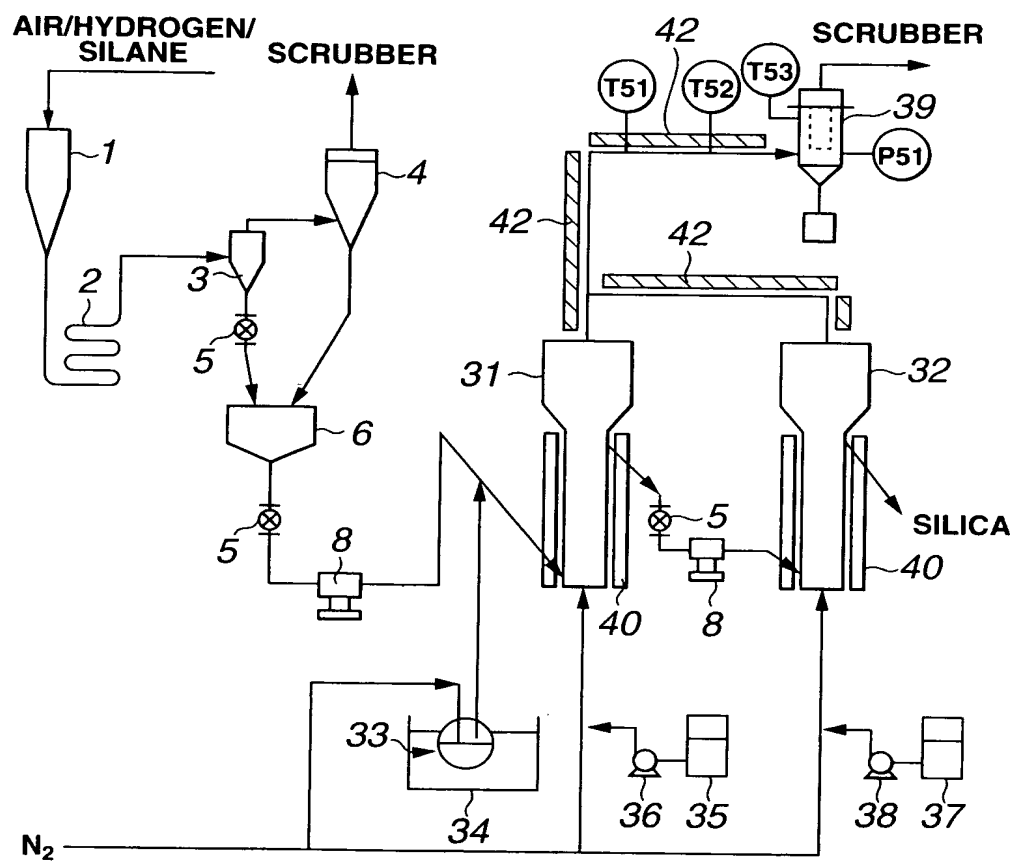 AIR/HYDROGEN/
SILANE
SCRUBBER
42
SCRUBBER
T51
T52
T53
39
P51
1
4
42
3
2
5
42
31
32
6
5
8
5
8
40
SILICA
40
33
34
36
35
38
37
N2